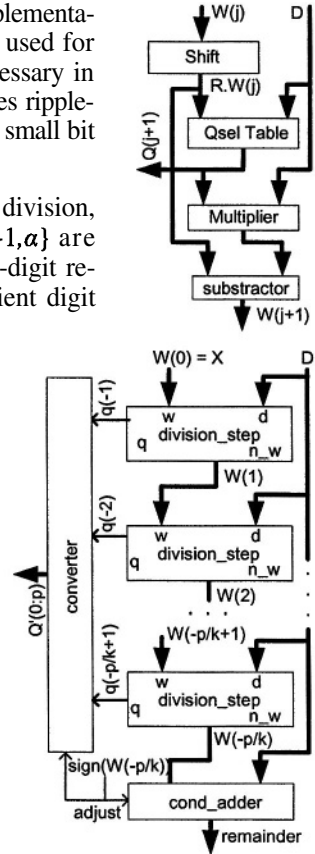 plementa-
used for
essary in
es ripple-
small bit
division,
-1,α} are
-digit re-
ient digit
W(j)
D
Shift
R.W(j)
Qsel Table
Q(j+1)
Multiplier
substractor
W(j+1)
W(0) = X
D
q(-1)
w
d
division_step
q
n_w
W(1)
q(-2)
w
d
division_step
q
n_w
W(2)
. . .
W(-p/k+1)
converter
Q'(0:p)
q(-p/k+1)
w
d
division_step
q
n_w
W(-p/k)
sign(W(-p/k))
adjust
cond_adder
remainder